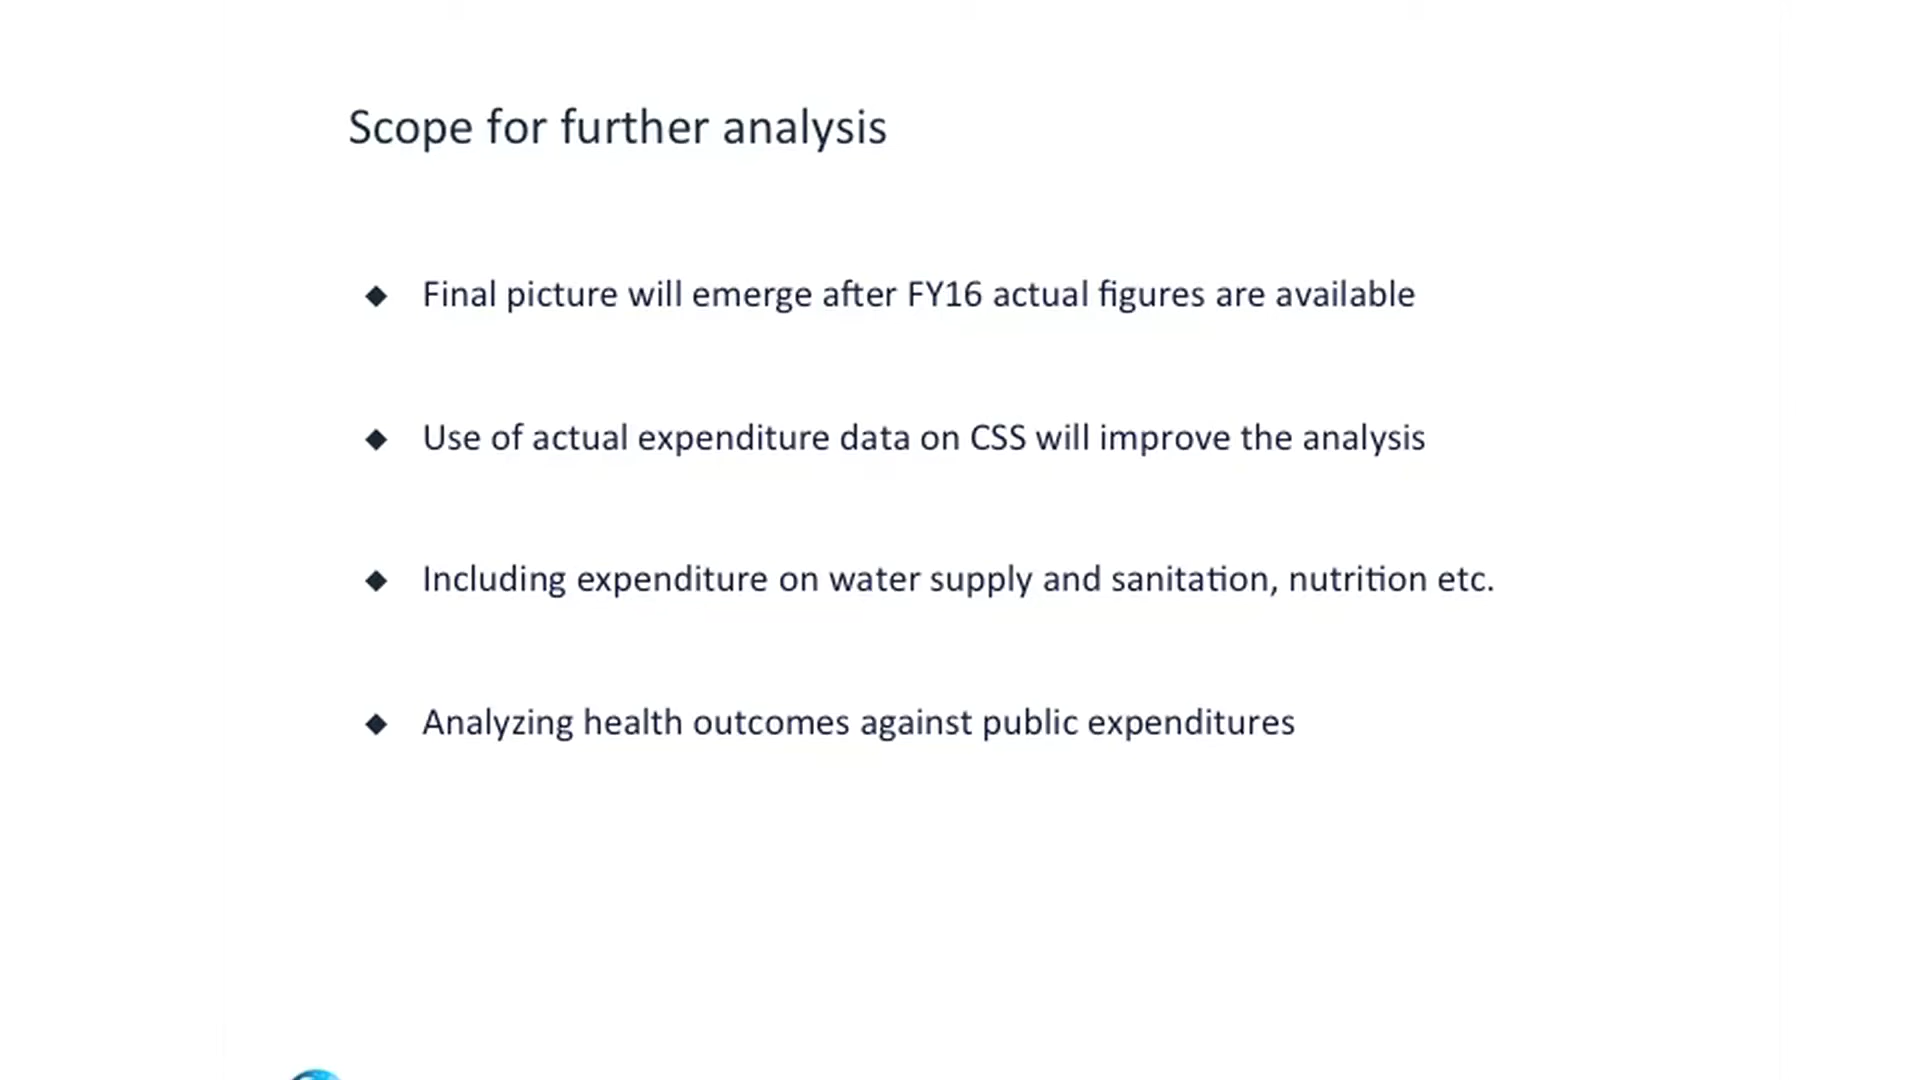 Scope for further analysis
◆ Final picture will emerge after FY16 actual figures are available
◆ Use of actual expenditure data on CSS will improve the analysis
◆ Including expenditure on water supply and sanitation, nutrition etc.
◆ Analyzing health outcomes against public expenditures